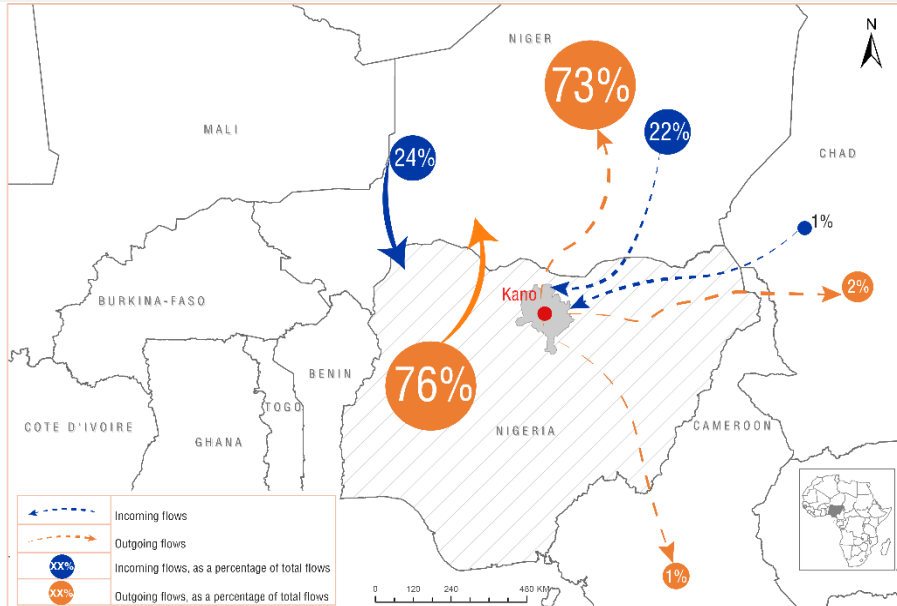 N
NIGER
73%
MALI
22%
24%
CHAD
1%
Kano
2%
BURKINA-FASO
BENIN
76%
TOGO
COTE D'IVOIRE
GHANA
NIGERIA
CAMEROON
Incoming flows
Outgoing flows
XX% Incoming flows, as a percentage of total flows
XX% Outgoing flows, as a percentage of total flows
1%
0 120 240 480 KM